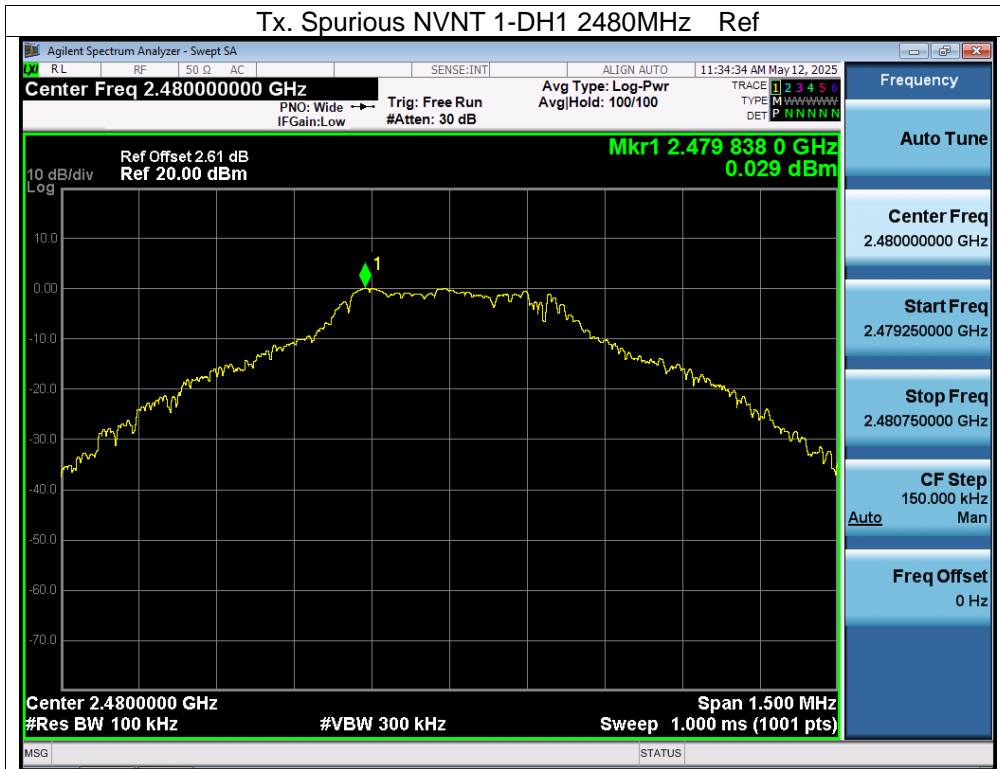 Tx. Spurious NVNT 1-DH1 2480MHz Ref
Agilent Spectrum Analyzer - Swept SA
LXI RL RF 50 Ω AC SENSE:INT ALIGN AUTO 11:34:34 AM May 12, 2025
Center Freq 2.480000000 GHz
PNO: Wide
IFGain:Low
Trig: Free Run
#Atten: 30 dB
Avg Type: Log-Pwr
Avg|Hold: 100/100
TRACE 1 2 3 4 5 6
TYPE M WWWWW
DET P N N N N N
Frequency
Auto Tune
Center Freq
2.480000000 GHz
Start Freq
2.479250000 GHz
Stop Freq
2.480750000 GHz
CF Step
150.000 kHz
Auto Man
Freq Offset
0 Hz
Mkr1 2.479 838 0 GHz
0.029 dBm
Ref Offset 2.61 dB
10 dB/div Ref 20.00 dBm
Log
10.0
0.00
-10.0
-20.0
-30.0
-40.0
-50.0
-60.0
-70.0
1
Center 2.4800000 GHz Span 1.500 MHz
#Res BW 100 kHz #VBW 300 kHz Sweep 1.000 ms (1001 pts)
MSG STATUS